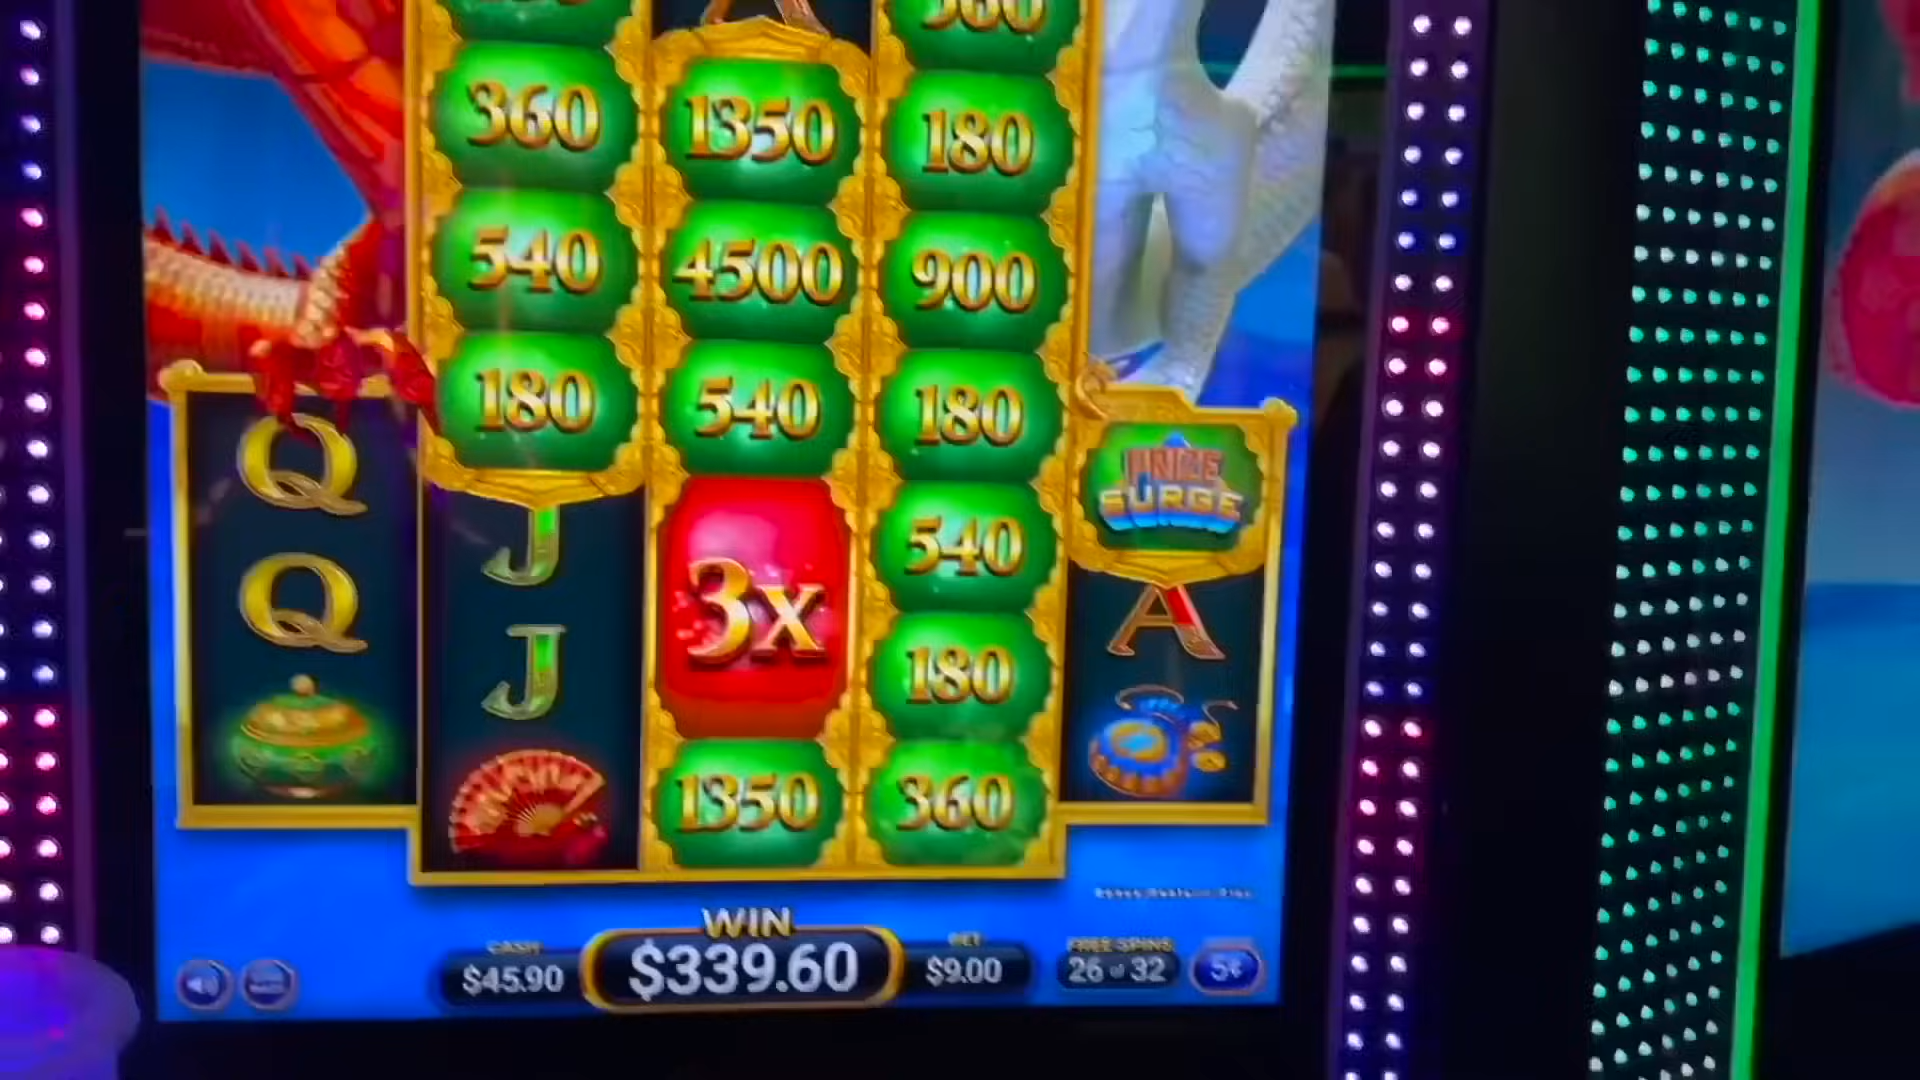 360 1350 180
540 4500 900
180 540 180
Q PRIZE
SURGE
J 540
Q 3x A
J 180
1350 360
WIN
CASH BET FREE SPINS
$45.90 $339.60 $9.00 26 of 32 5¢